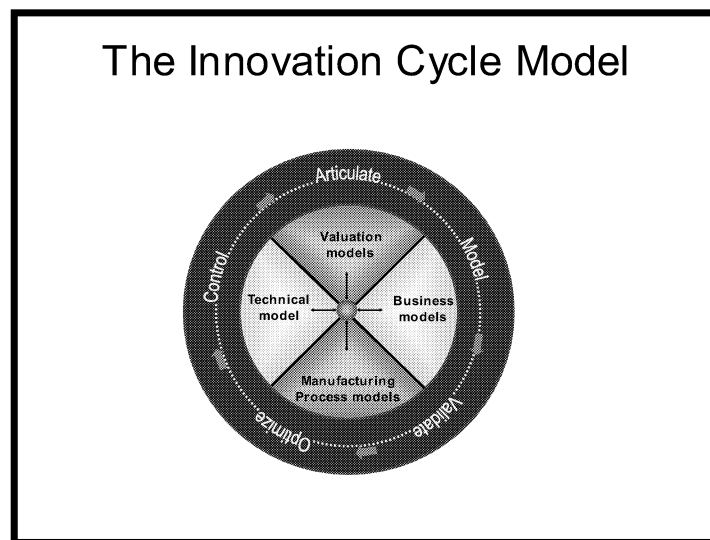 The Innovation Cycle Model
Articulate
Model
Validate
Optimize
Control
Valuation
models
Technical
model
Business
models
Manufacturing
Process models